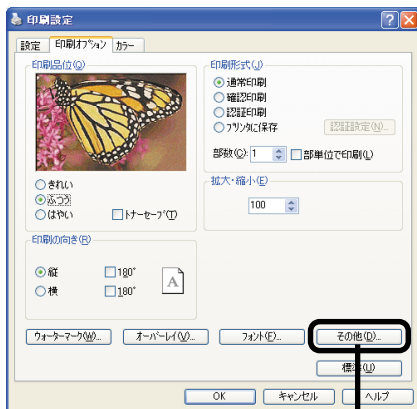 印刷設定
設定 印刷オプション カラー
印刷品位(Q)
きれい
ふつう
はやい
トナーセーブ(T)
印刷の向き(R)
縦 180°
横 180°
A
印刷形式(J)
通常印刷
確認印刷
認証印刷
プリンタに保存
認証設定(N)...
部数(C): 1 部単位で印刷(L)
拡大・縮小(E)
100
ウォーターマーク(W)... オーバーレイ(V)... フォント(F)... その他(D)...
標準(U)
OK キャンセル ヘルプ